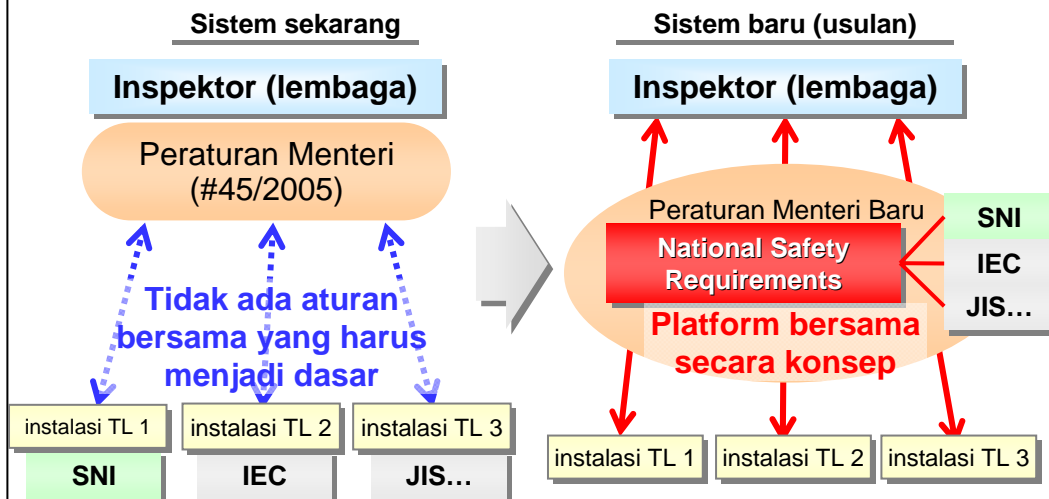 Sistem sekarang
Inspektor (lembaga)
Peraturan Menteri
(#45/2005)
Tidak ada aturan
bersama yang harus
menjadi dasar
instalasi TL 1
instalasi TL 2
instalasi TL 3
SNI
IEC
JIS...
Sistem baru (usulan)
Inspektor (lembaga)
Peraturan Menteri Baru
National Safety
Requirements
SNI
IEC
JIS...
Platform bersama
secara konsep
instalasi TL 1
instalasi TL 2
instalasi TL 3